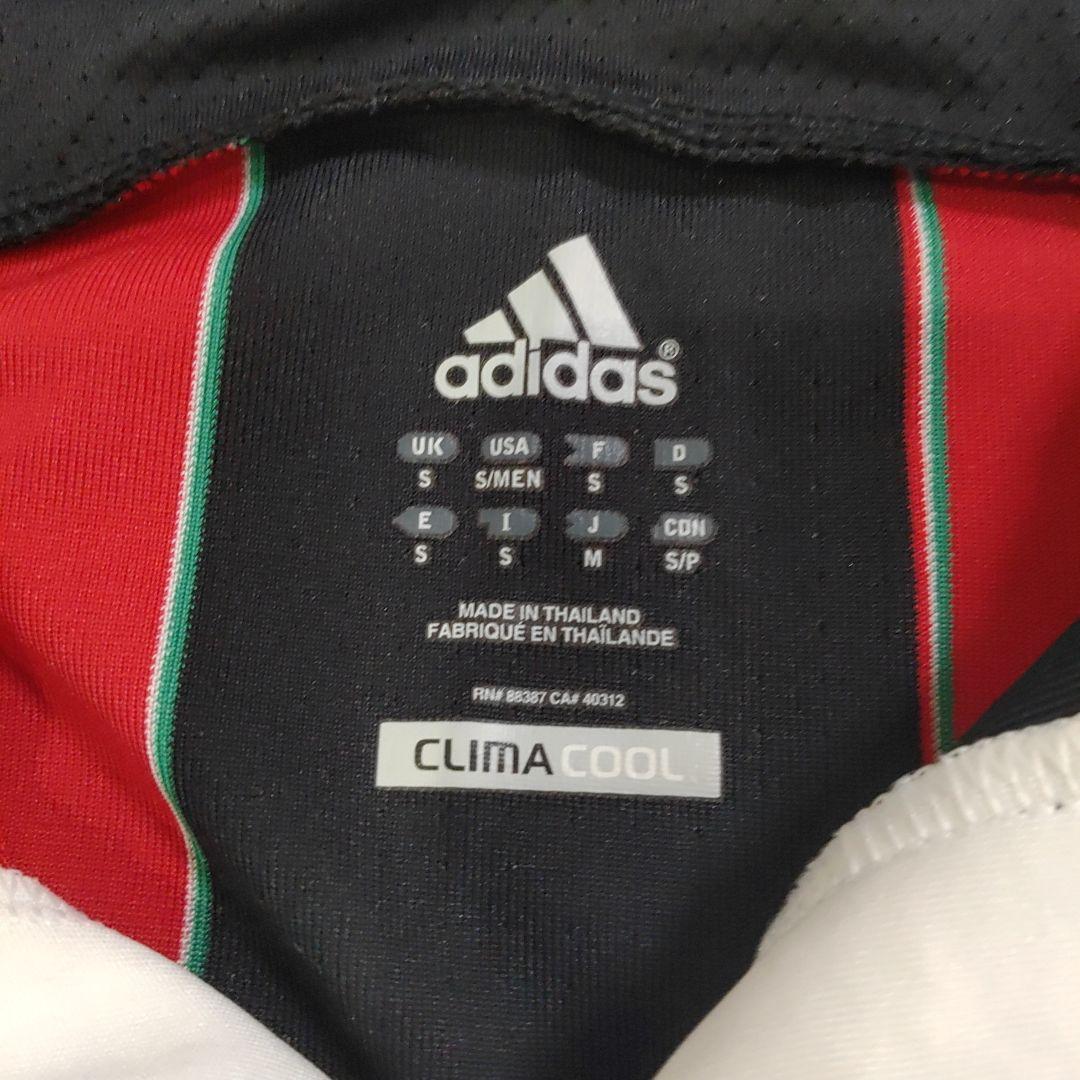 adidas®
UK USA F D
S S/MEN S S
E I J CDN
S S M S/P
MADE IN THAILAND
FABRIQUÉ EN THAÏLANDE
RN# 88387 CA# 40312
CLIMACOOL